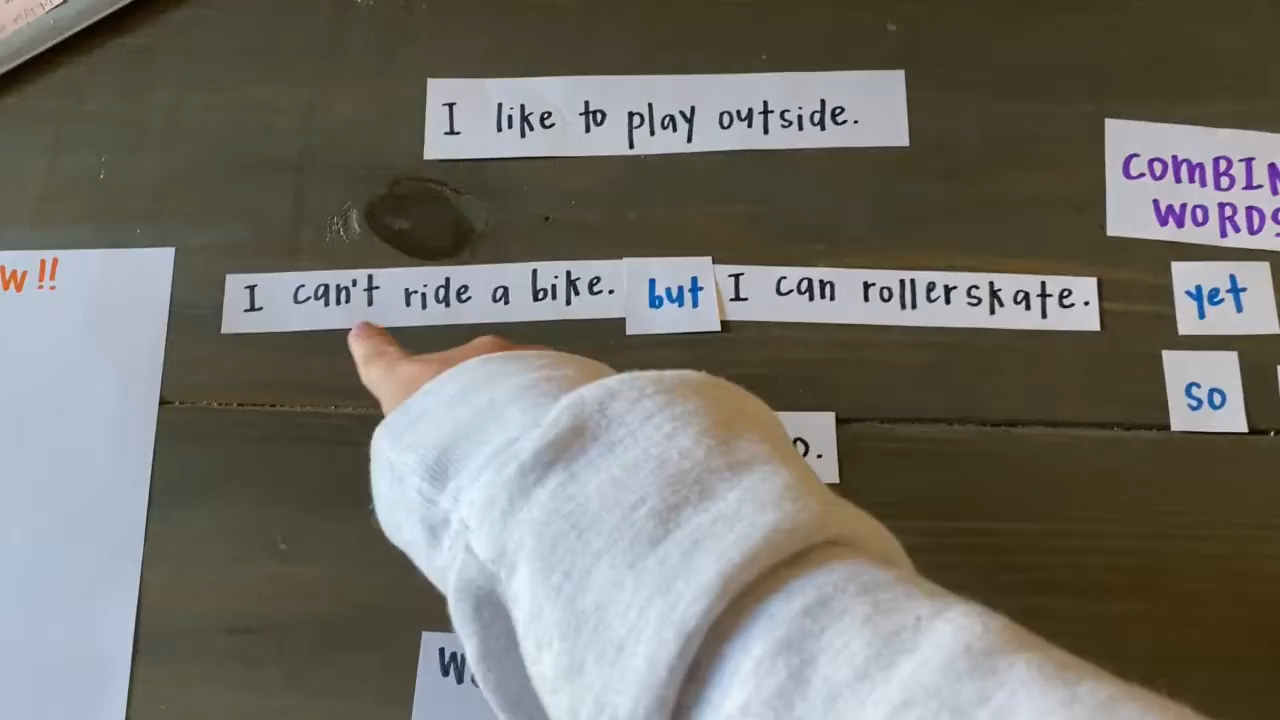 I like to play outside.
COMBIN
WORDS
W!!
I can't ride a bike. but I can rollerskate.
yet
so
o.
W